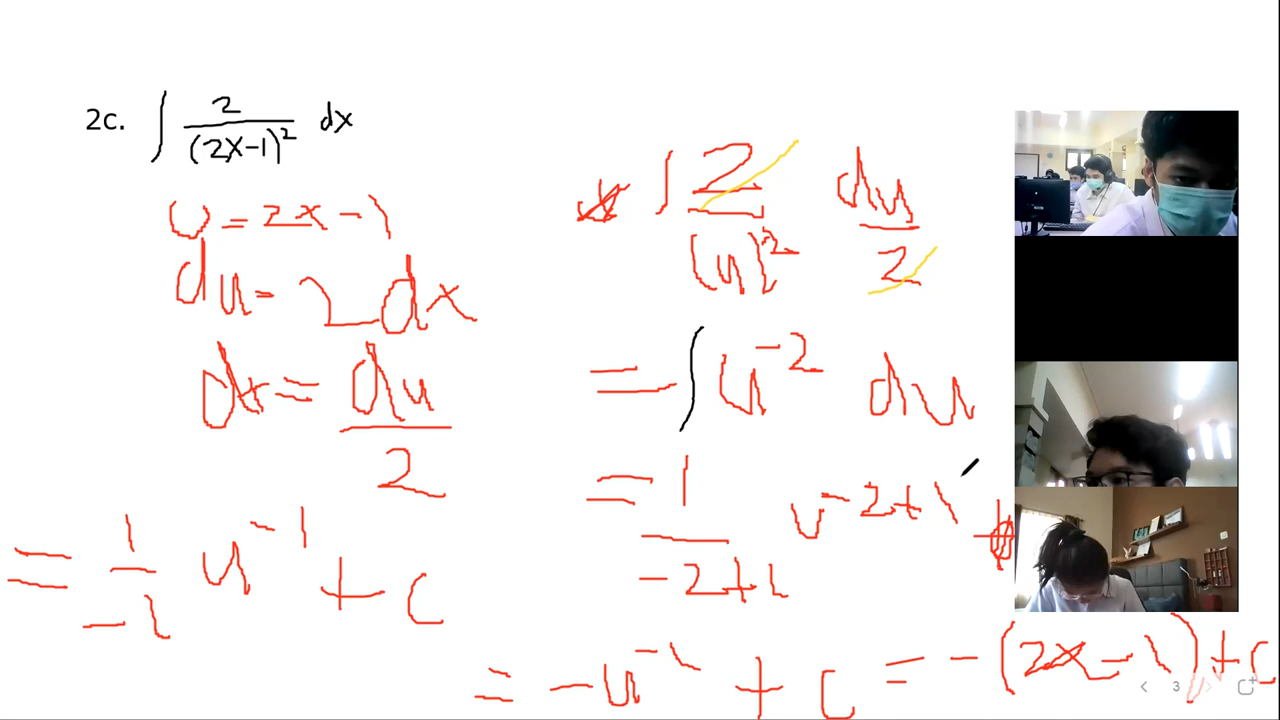 2c. ∫ 2/(2x-1)² dx
u = 2x - 1
du = 2dx
dx = du/2
= 1/-1 u⁻¹ + c
∫ 2/(u)² du/2
= ∫ u⁻² du
= 1/-2+1 u⁻²⁺¹
= -u⁻¹ + c = -(2x-1) + c
3